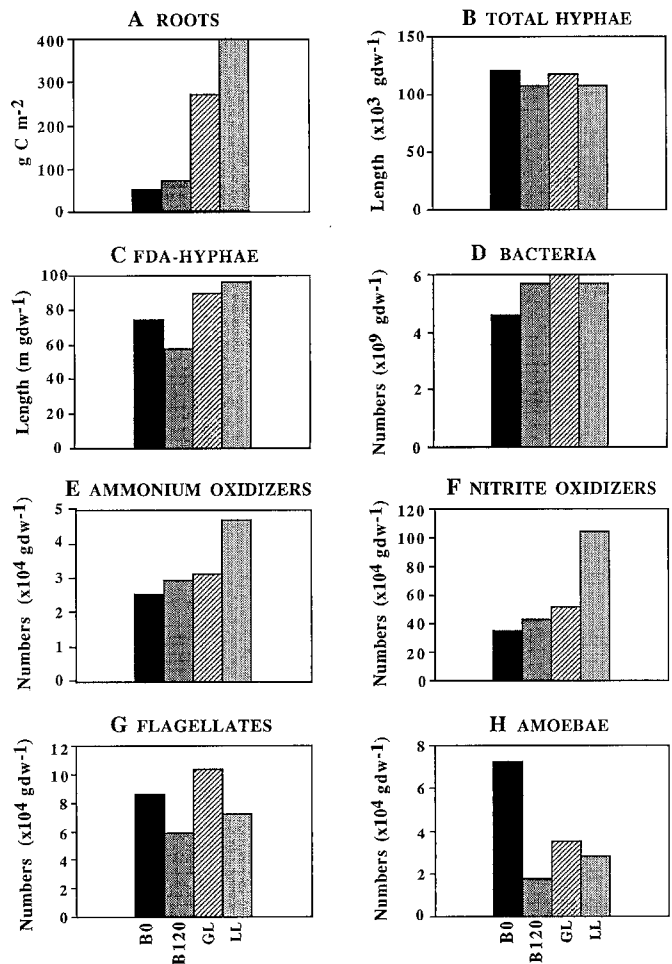 A ROOTS
400
300
200
100
0
g C m-2
B TOTAL HYPHAE
150
100
50
0
Length (x10³ gdw-1)
C FDA-HYPHAE
100
80
60
40
20
0
Length (m gdw-1)
D BACTERIA
6
4
2
0
Numbers (x10⁹ gdw-1)
E AMMONIUM OXIDIZERS
5
4
3
2
1
0
Numbers (x10⁴ gdw-1)
F NITRITE OXIDIZERS
120
100
80
60
40
20
0
Numbers (x10⁴ gdw-1)
G FLAGELLATES
12
10
8
6
4
2
0
Numbers (x10⁴ gdw-1)
B0
B120
GL
LL
H AMOEBAE
8
6
4
2
0
Numbers (x10⁴ gdw-1)
B0
B120
GL
LL